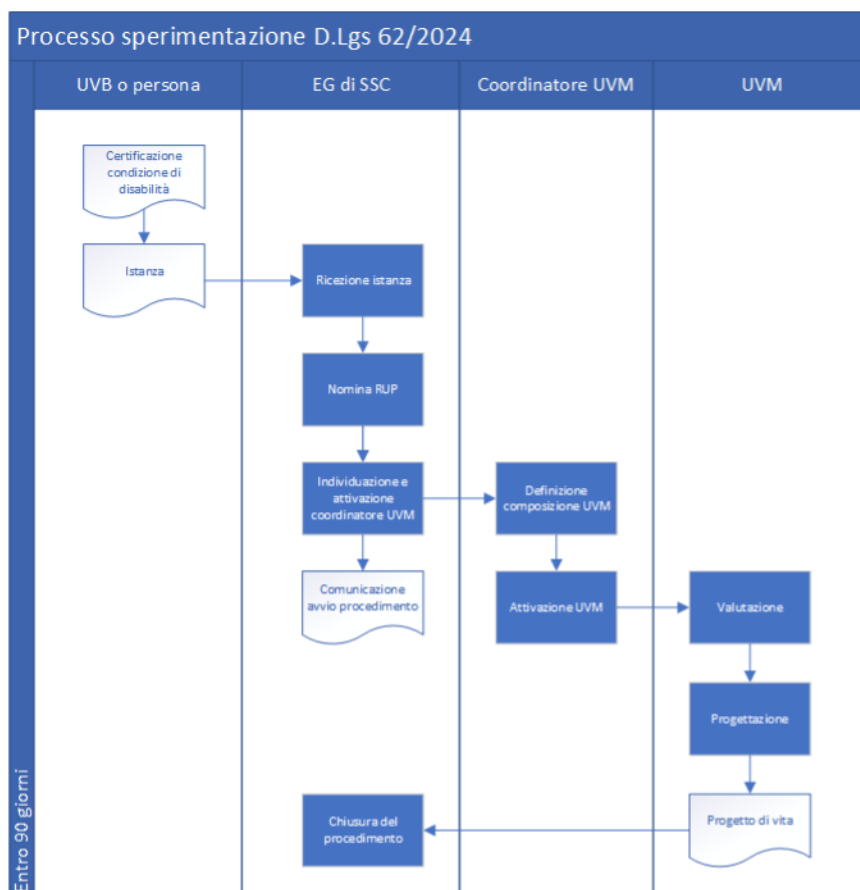 Processo sperimentazione D.Lgs 62/2024
UVB o persona
EG di SSC
Coordinatore UVM
UVM
Certificazione
condizione di
disabilità
Istanza
Ricezione istanza
Nomina RUP
Individuazione e
attivazione
coordinatore UVM
Definizione
composizione UVM
Comunicazione
avvio procedimento
Attivazione UVM
Valutazione
Progettazione
Progetto di vita
Chiusura del
procedimento
Entro 90 giorni